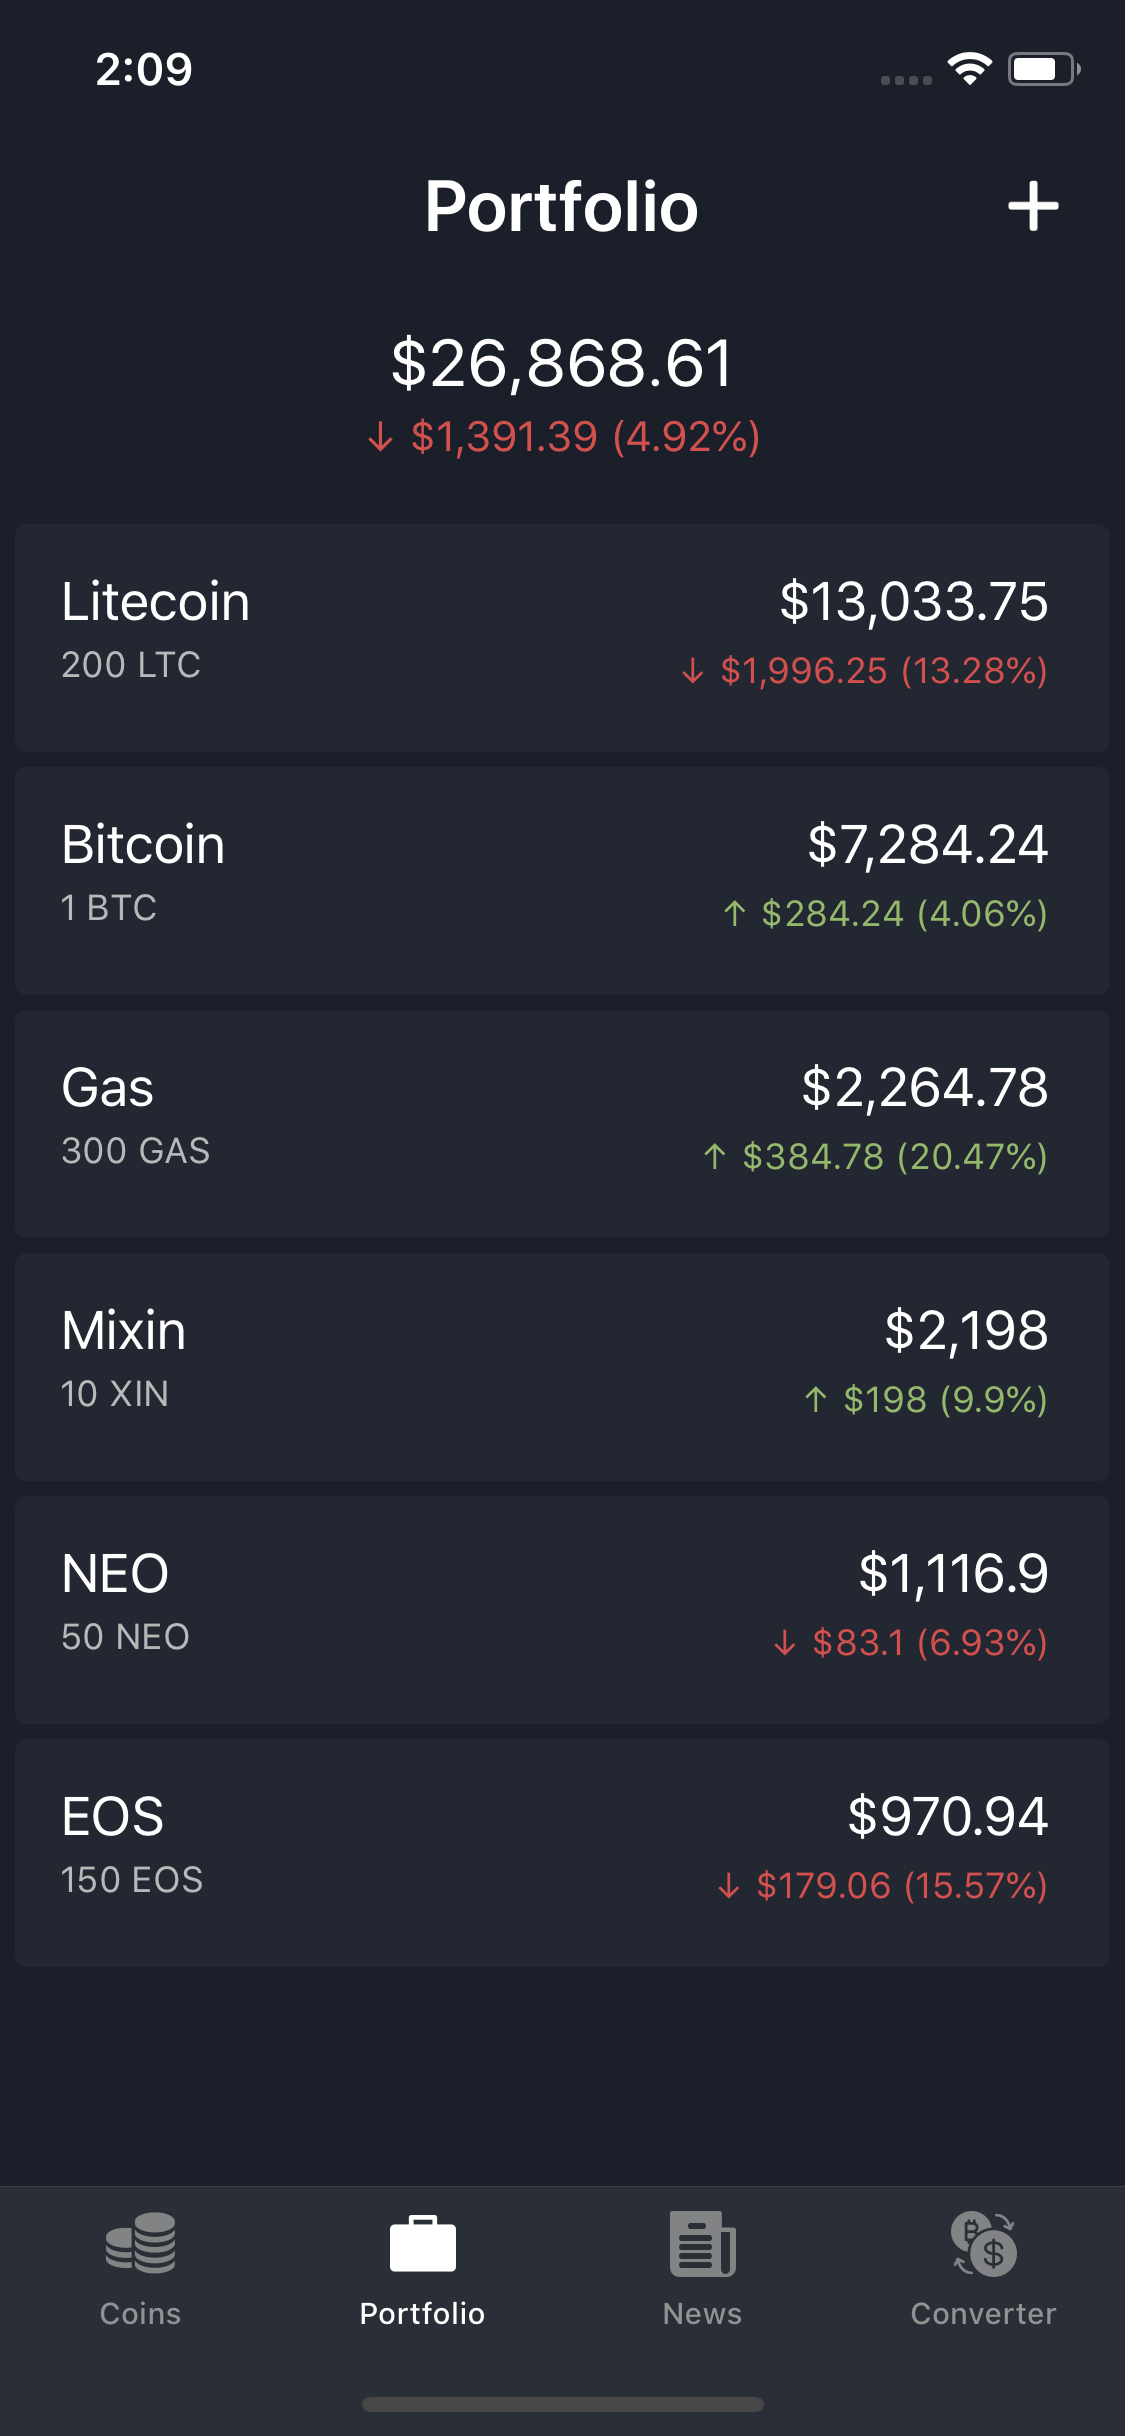 2:09
Portfolio
$26,868.61
↓ $1,391.39 (4.92%)
Litecoin $13,033.75
200 LTC ↓ $1,996.25 (13.28%)
Bitcoin $7,284.24
1 BTC ↑ $284.24 (4.06%)
Gas $2,264.78
300 GAS ↑ $384.78 (20.47%)
Mixin $2,198
10 XIN ↑ $198 (9.9%)
NEO $1,116.9
50 NEO ↓ $83.1 (6.93%)
EOS $970.94
150 EOS ↓ $179.06 (15.57%)
Coins Portfolio News Converter